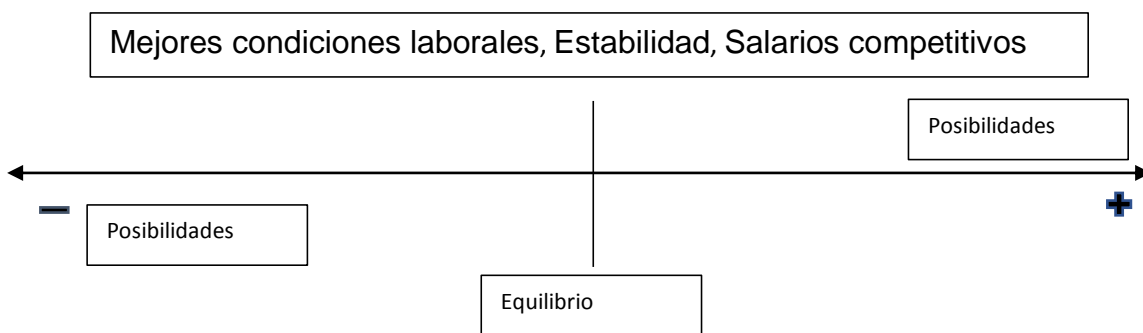 Mejores condiciones laborales, Estabilidad, Salarios competitivos
Posibilidades
Posibilidades
Equilibrio